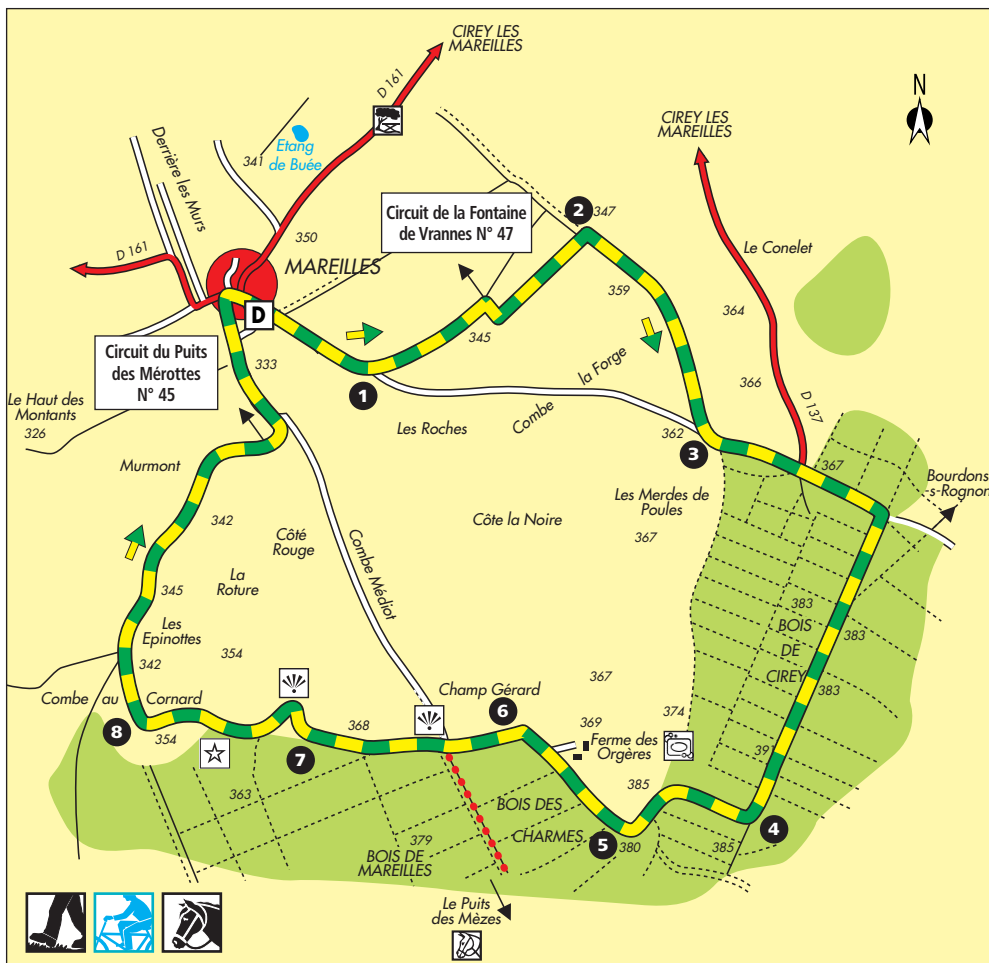 CIREY LES
MAREILLES
D 161
N
CIREY LES
MAREILLES
Derrière les Murs
341
Etang
de Buée
Circuit de la Fontaine
de Vrannes N° 47
2
347
350
Le Conelet
D 161
MAREILLES
D
359
364
345
333
Circuit du Puits
des Mérottes
N° 45
1
la Forge
Combe
366
D 137
Le Haut des
Montants
326
Les Roches
362
3
367
Bourdons
-s-Rognon
Murmont
Les Merdes de
Poules
367
342
Côté
Rouge
Côte la Noire
Combe Médiot
345
La
Roture
383
383
BOIS
DE
CIREY
383
Les
Epinottes
342
354
Combe au Cornard
Champ Gérard
367
6
374
369
Ferme des
Orgères
8
354
7
368
391
385
363
BOIS DES
CHARMES
5
380
385
4
379
BOIS DE
MAREILLES
Le Puits
des Mèzes